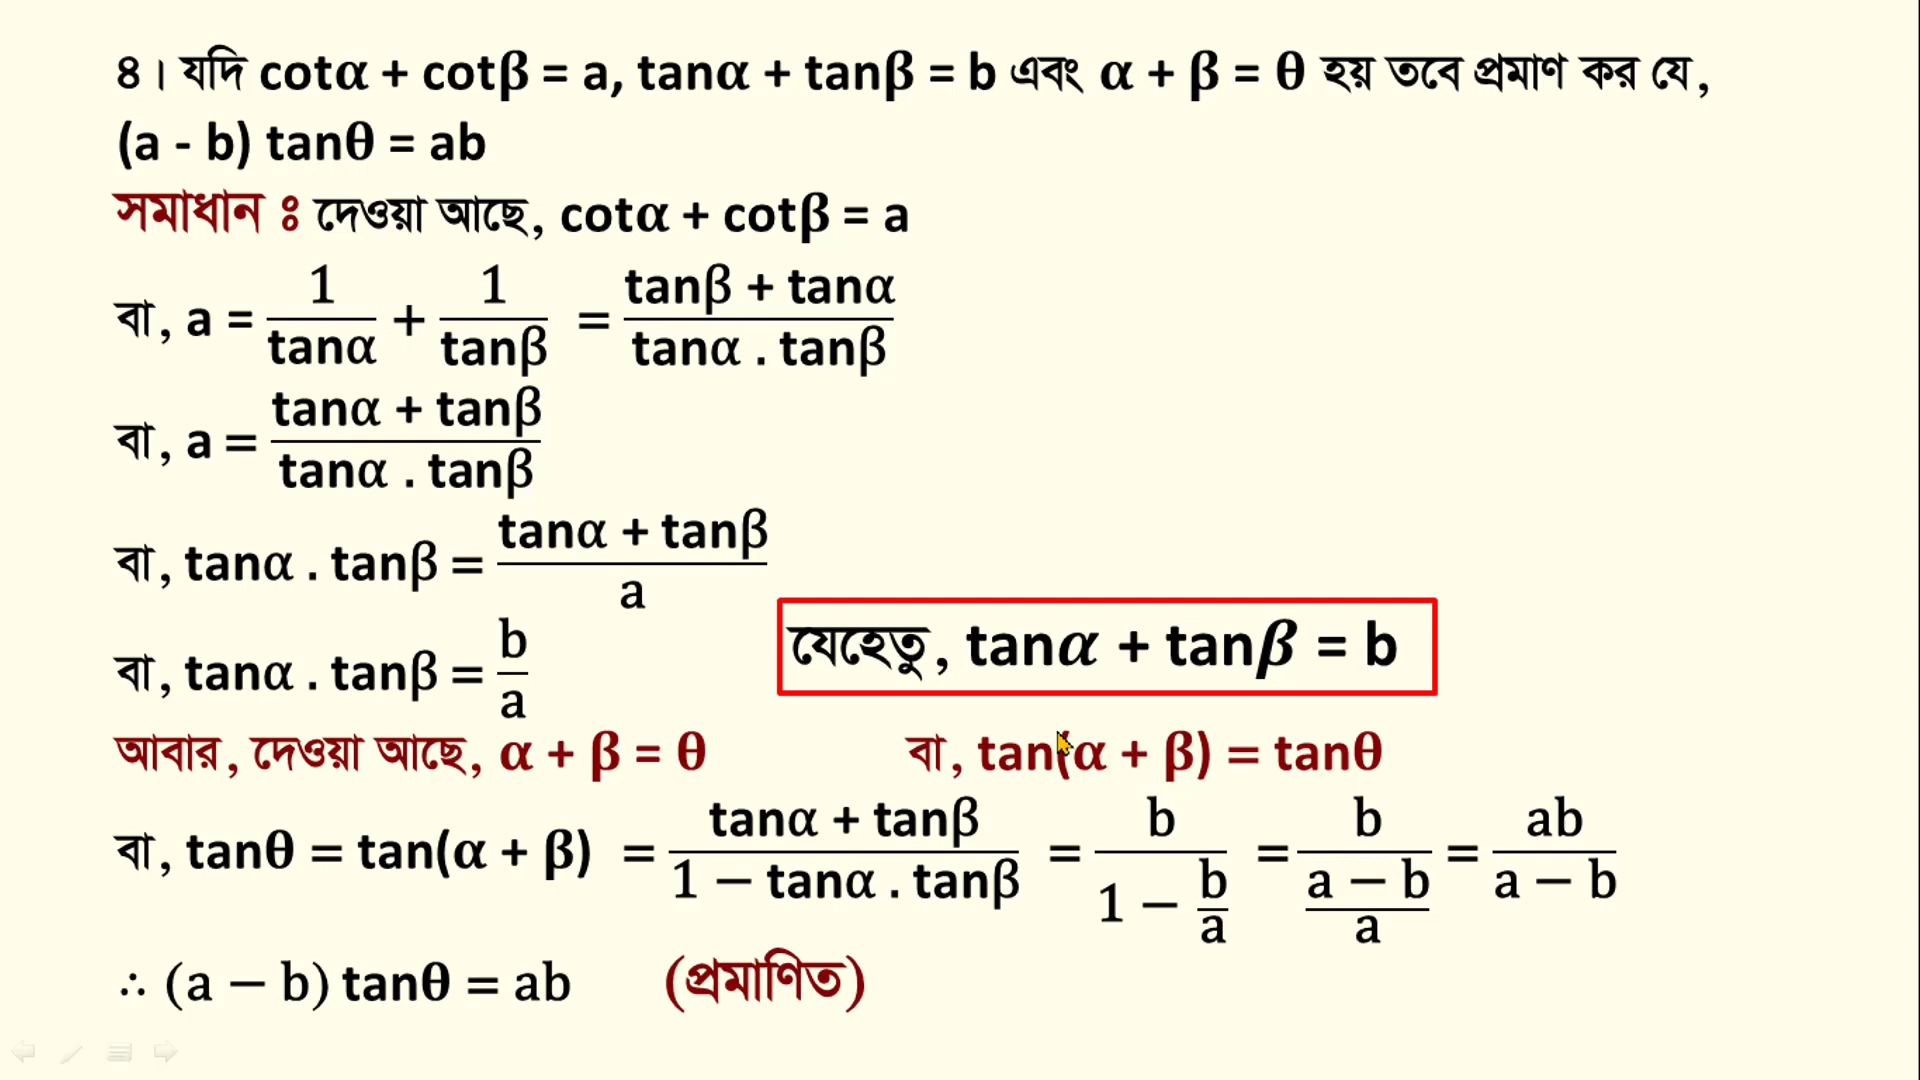 ৪। যদি cotα + cotβ = a, tanα + tanβ = b এবং α + β = θ হয় তবে প্রমাণ কর যে,
(a - b) tanθ = ab
সমাধান ঃ দেওয়া আছে, cotα + cotβ = a
বা, a = 1/tanα + 1/tanβ = (tanβ + tanα)/(tanα . tanβ)
বা, a = (tanα + tanβ)/(tanα . tanβ)
বা, tanα . tanβ = (tanα + tanβ)/a
বা, tanα . tanβ = b/a
যেহেতু, tanα + tanβ = b
আবার, দেওয়া আছে, α + β = θ বা, tan(α + β) = tanθ
বা, tanθ = tan(α + β) = (tanα + tanβ)/(1 − tanα . tanβ) = b/(1 − b/a) = b/((a − b)/a) = ab/(a − b)
∴ (a − b) tanθ = ab (প্রমাণিত)